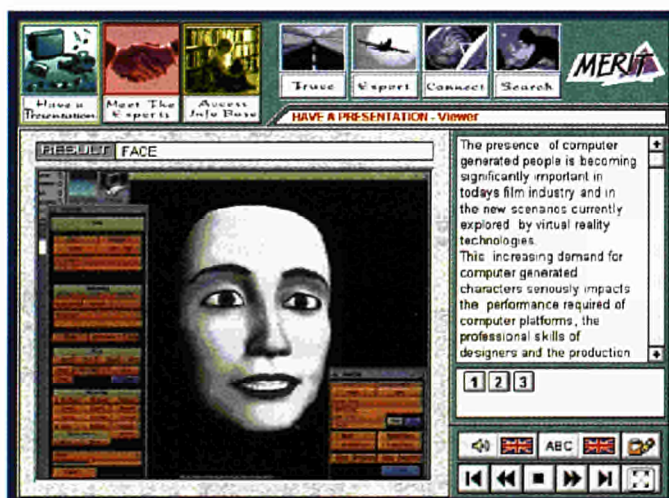 Have a
Presentation
Meet The
Experts
Access
Info Base
Trace
Export
Connect
Search
MERIT
HAVE A PRESENTATION - Viewer
RESULT FACE
The presence of computer
generated people is becoming
significantly important in
todays film industry and in
the new scenarios currently
explored by virtual reality
technologies.
This increasing demand for
computer generated
characters seriously impacts
the performance required of
computer platforms, the
professional skills of
designers and the production
1 2 3
ABC